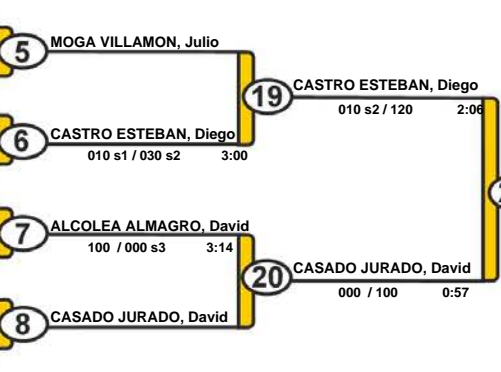 5 MOGA VILLAMON, Julio
19 CASTRO ESTEBAN, Diego
010 s2 / 120 2:06
6 CASTRO ESTEBAN, Diego
010 s1 / 030 s2 3:00
7 ALCOLEA ALMAGRO, David
100 / 000 s3 3:14
20 CASADO JURADO, David
000 / 100 0:57
8 CASADO JURADO, David